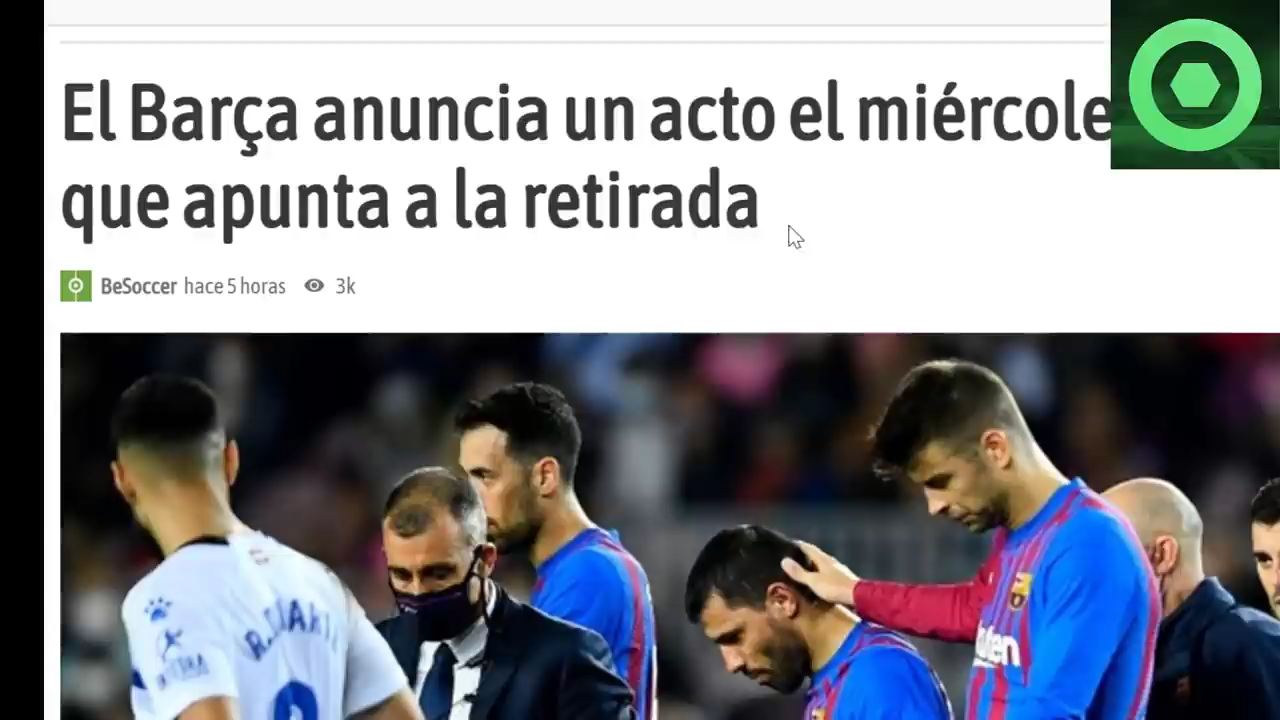 El Barça anuncia un acto el miércole
que apunta a la retirada
BeSoccer hace 5 horas 3k